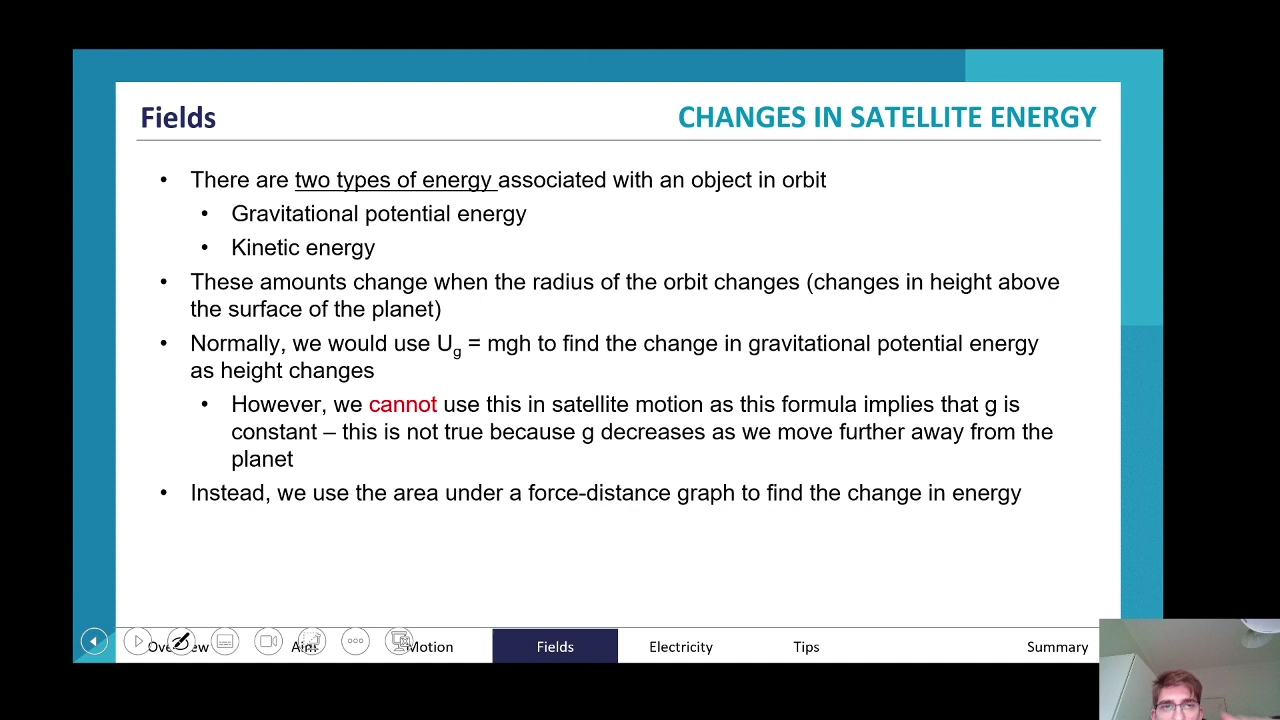 Fields
CHANGES IN SATELLITE ENERGY
• There are two types of energy associated with an object in orbit
• Gravitational potential energy
• Kinetic energy
• These amounts change when the radius of the orbit changes (changes in height above
the surface of the planet)
• Normally, we would use Ug = mgh to find the change in gravitational potential energy
as height changes
• However, we cannot use this in satellite motion as this formula implies that g is
constant – this is not true because g decreases as we move further away from the
planet
• Instead, we use the area under a force-distance graph to find the change in energy
Motion Fields Electricity Tips Summary